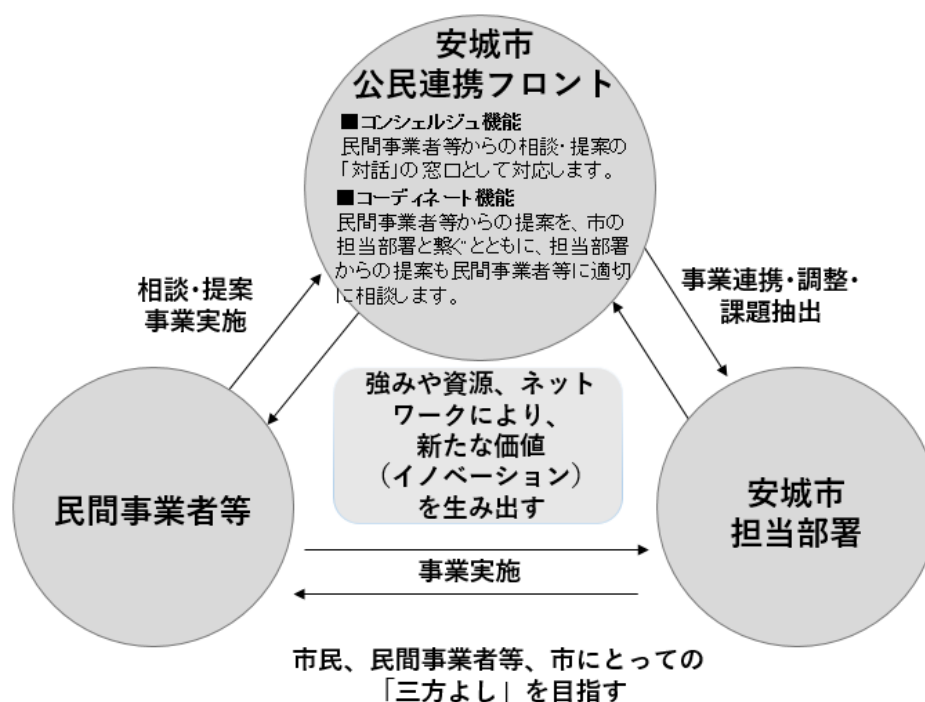 安城市
公民連携フロント
■コンシェルジュ機能
民間事業者等からの相談・提案の
「対話」の窓口として対応します。
■コーディネート機能
民間事業者等からの提案を、市の
担当部署と繋ぐとともに、担当部署
からの提案も民間事業者等に適切
に相談します。
相談・提案
事業実施
事業連携・調整・
課題抽出
強みや資源、ネット
ワークにより、
新たな価値
（イノベーション）
を生み出す
民間事業者等
安城市
担当部署
事業実施
市民、民間事業者等、市にとっての
「三方よし」を目指す